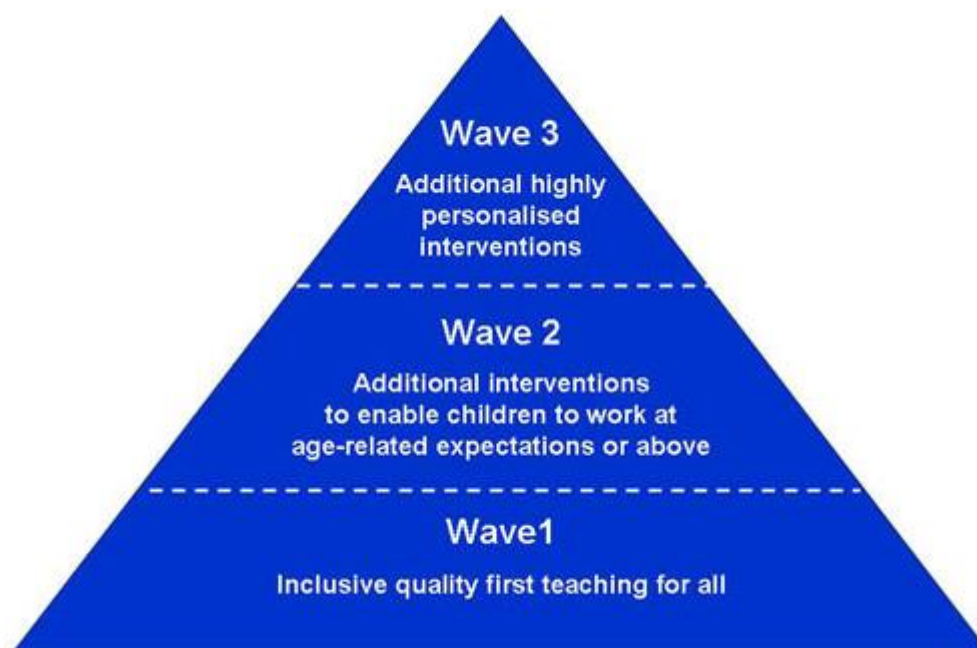 Wave 3
Additional highly
personalised
interventions
Wave 2
Additional interventions
to enable children to work at
age-related expectations or above
Wave1
Inclusive quality first teaching for all